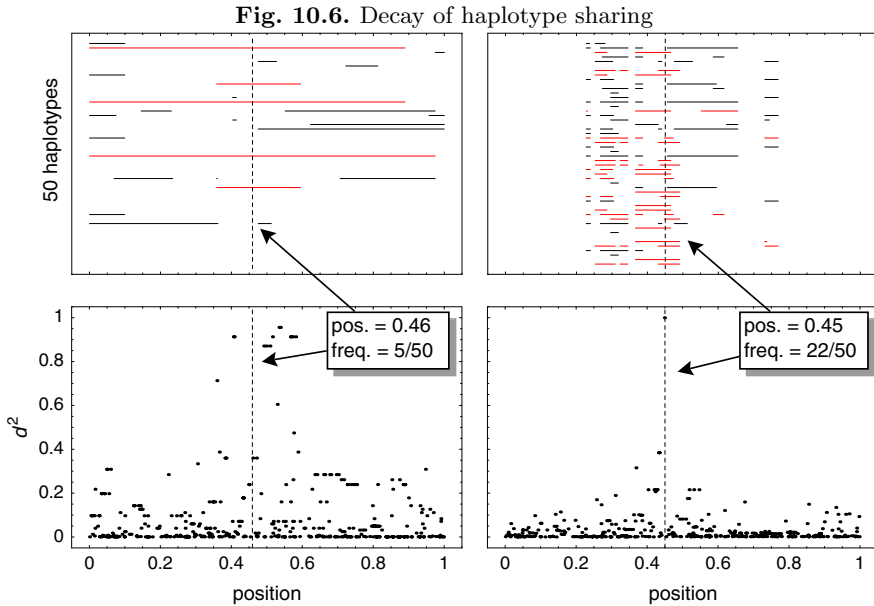 Fig. 10.6. Decay of haplotype sharing
50 haplotypes
pos. = 0.46
freq. = 5/50
pos. = 0.45
freq. = 22/50
d²
1
0.8
0.6
0.4
0.2
0
0 0.2 0.4 0.6 0.8 1
0 0.2 0.4 0.6 0.8 1
position
position